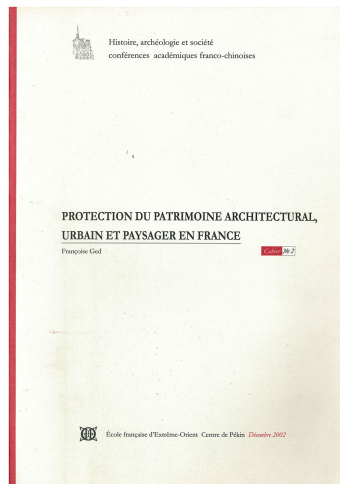 Histoire, archéologie et société
conférences académiques franco-chinoises
PROTECTION DU PATRIMOINE ARCHITECTURAL,
URBAIN ET PAYSAGER EN FRANCE
Françoise Ged
Cahier № 2
École française d'Extrême-Orient Centre de Pékin Décembre 2002